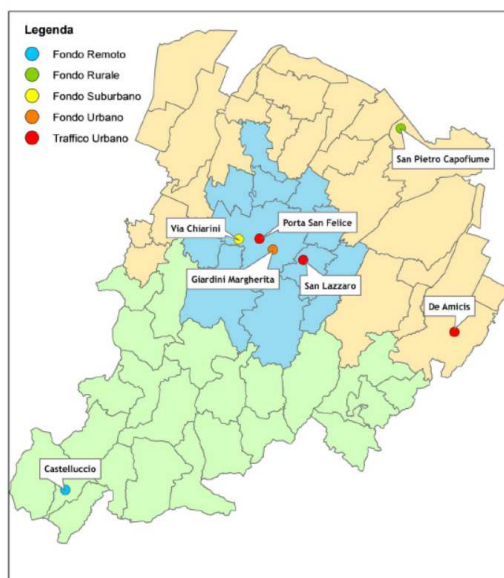 Legenda
Fondo Remoto
Fondo Rurale
Fondo Suburbano
Fondo Urbano
Traffico Urbano
San Pietro Capofiume
Via Chiarini
Porta San Felice
Giardini Margherita
San Lazzaro
De Amicis
Castelluccio